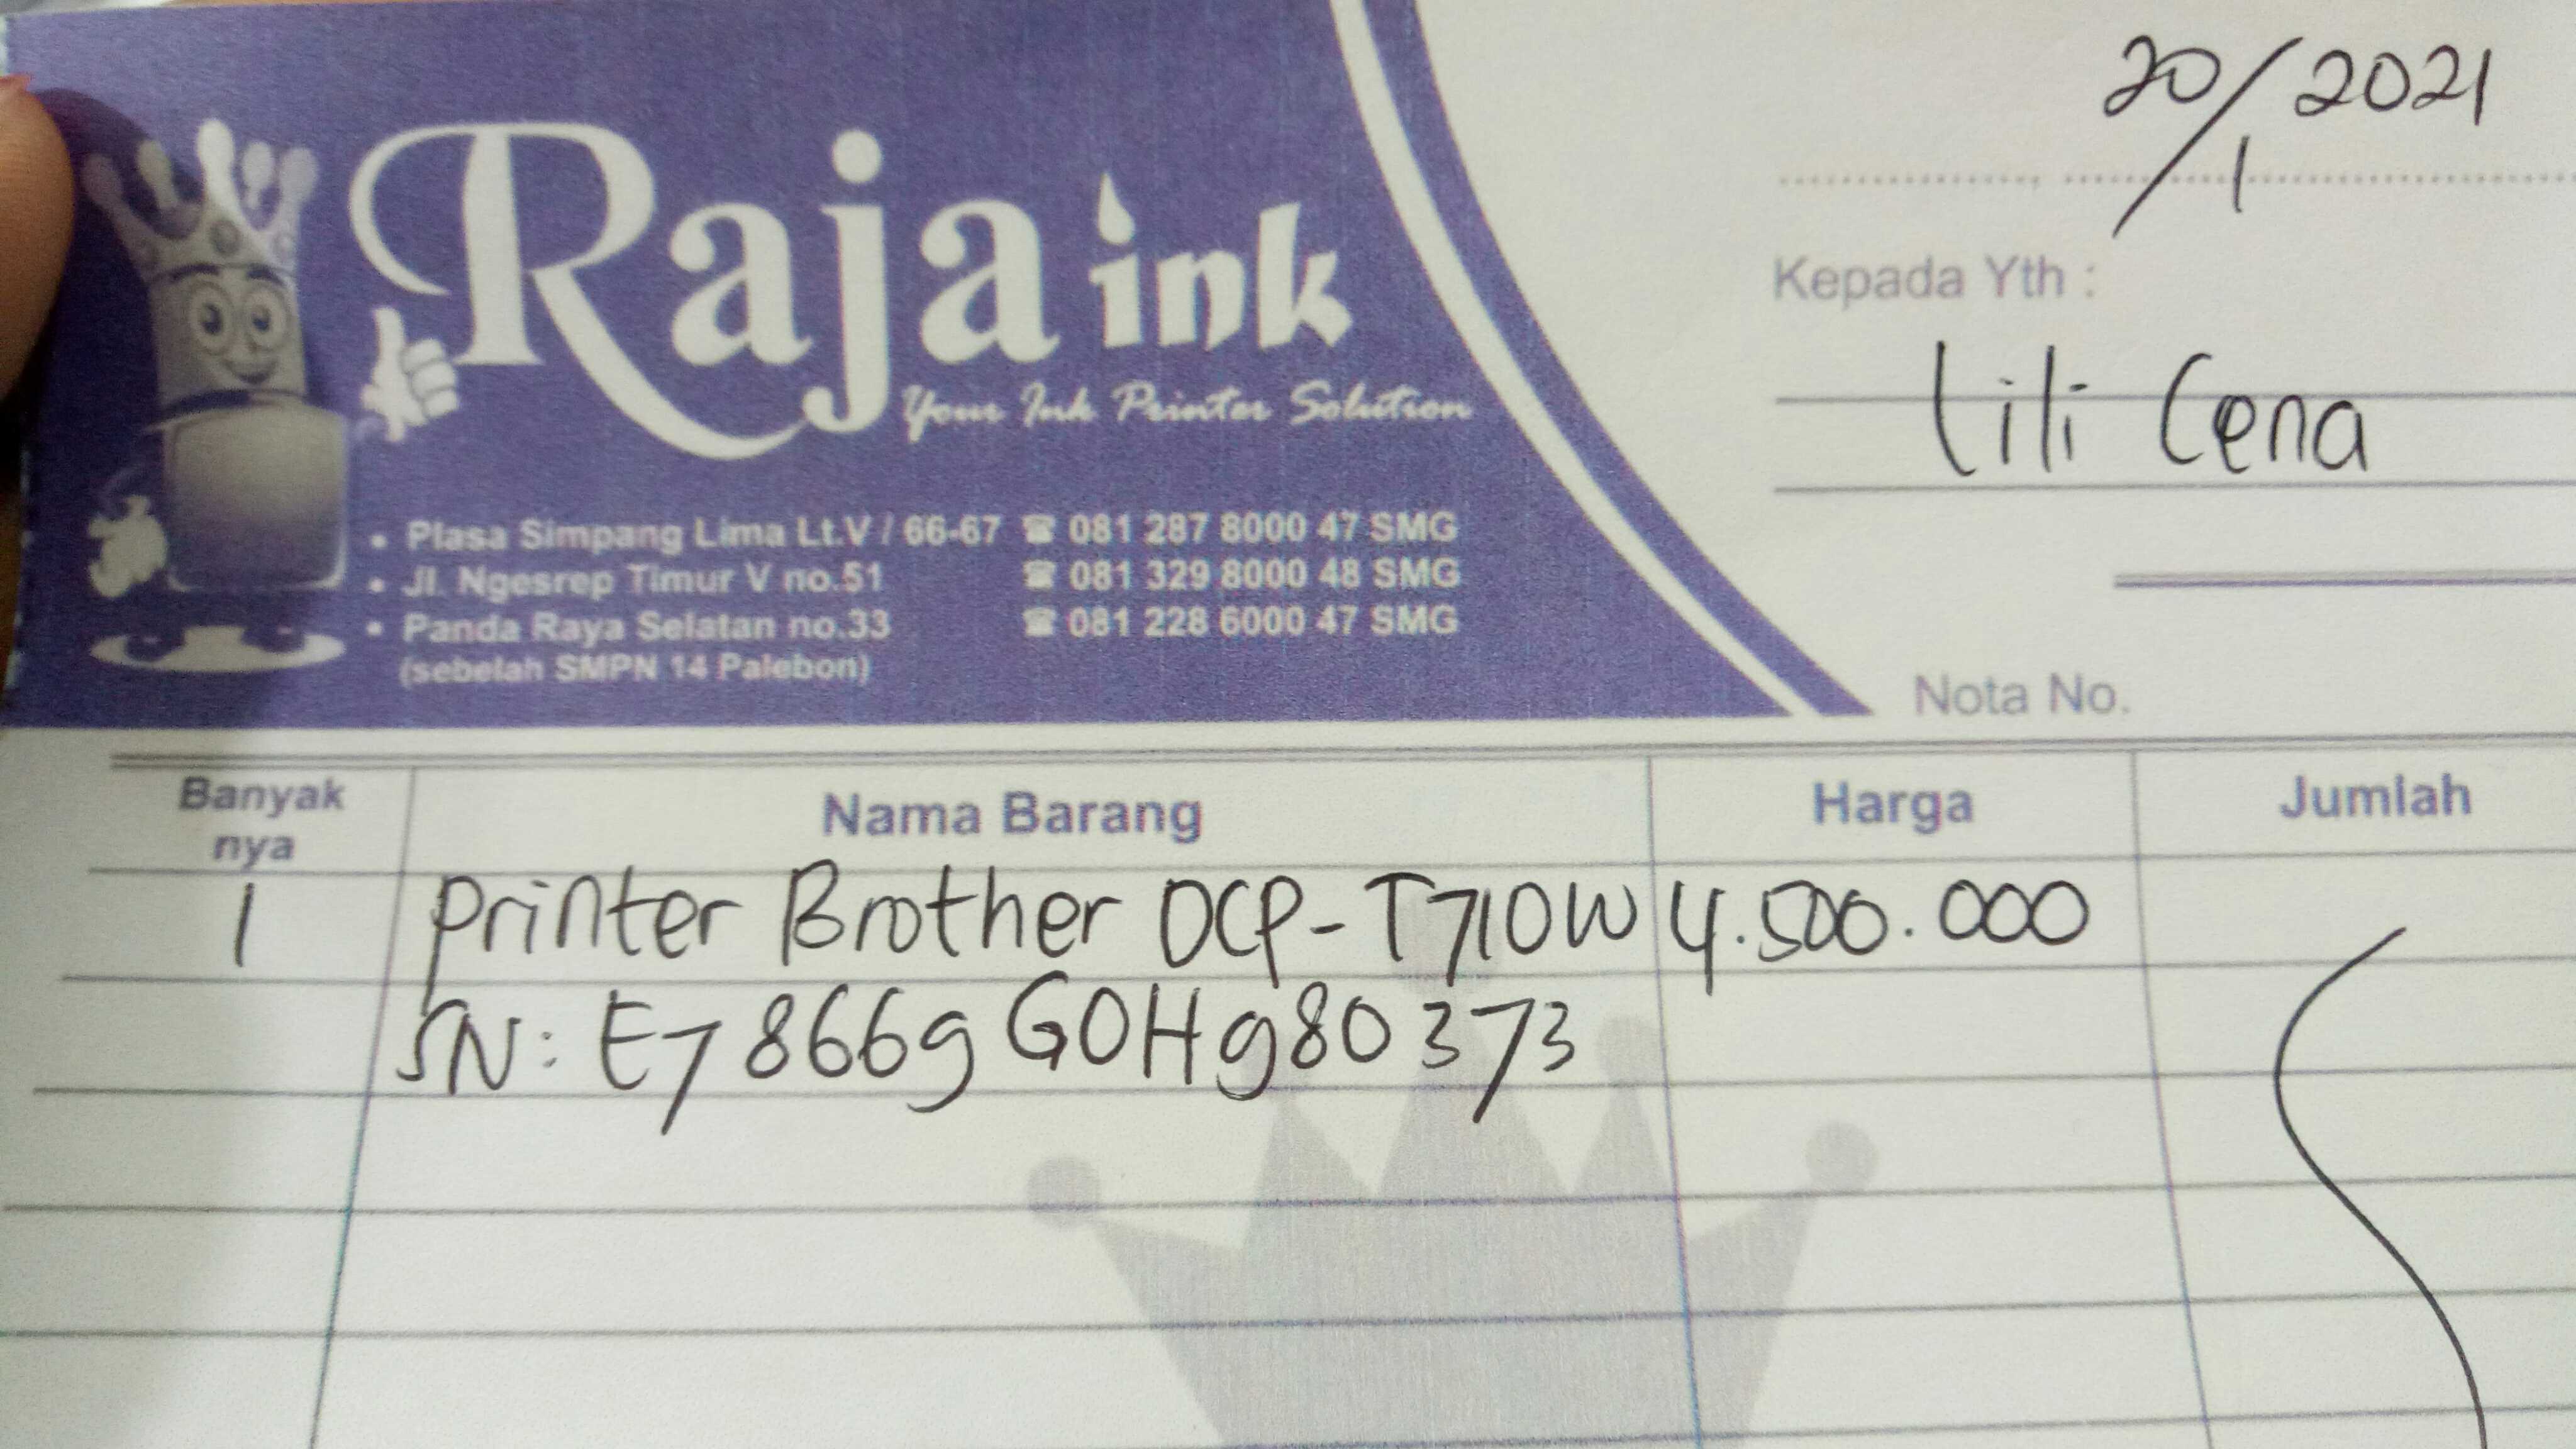 Raja ink
Your Ink Printer Solution
• Plasa Simpang Lima Lt.V / 66-67 ☎ 081 287 8000 47 SMG
• Jl. Ngesrep Timur V no.51 ☎ 081 329 8000 48 SMG
• Panda Raya Selatan no.33 ☎ 081 228 6000 47 SMG
(sebelah SMPN 14 Palebon)
20/1 2021
Kepada Yth :
Lili Cena
Nota No.
Banyak nya Nama Barang Harga Jumlah
1 Printer Brother DCP-T710W 4.500.000
SN: E78669G0H980373